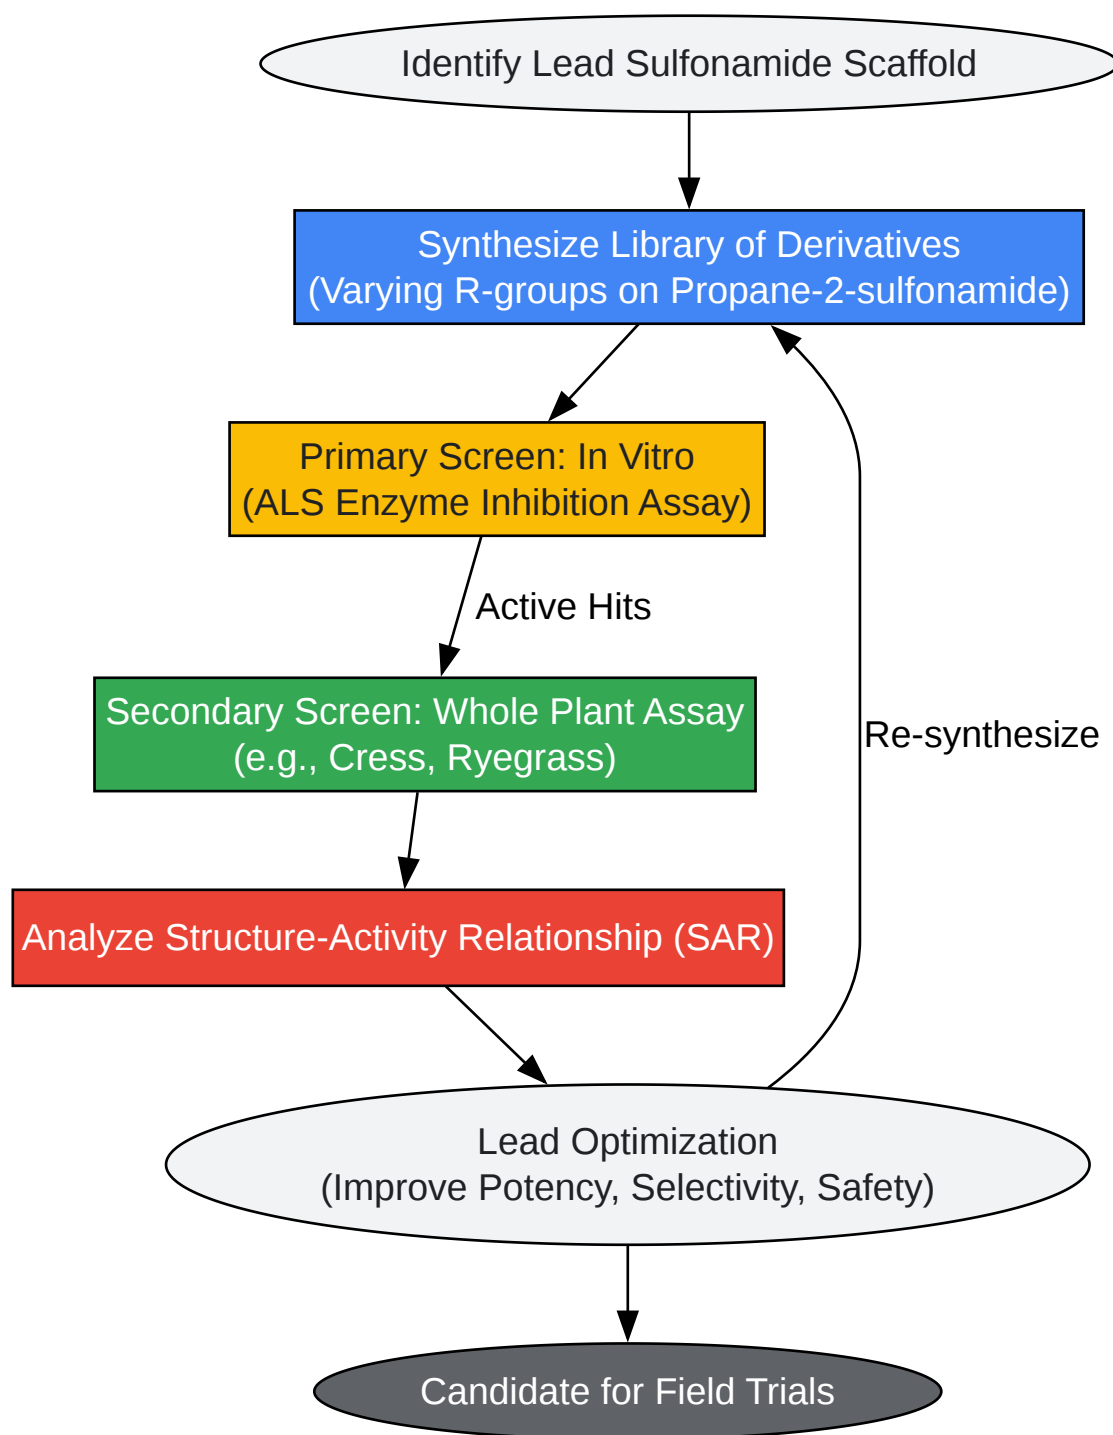 Identify Lead Sulfonamide Scaffold
Synthesize Library of Derivatives
(Varying R-groups on Propane-2-sulfonamide)
Primary Screen: In Vitro
(ALS Enzyme Inhibition Assay)
Active Hits
Secondary Screen: Whole Plant Assay
(e.g., Cress, Ryegrass)
Re-synthesize
Analyze Structure-Activity Relationship (SAR)
Lead Optimization
(Improve Potency, Selectivity, Safety)
Candidate for Field Trials